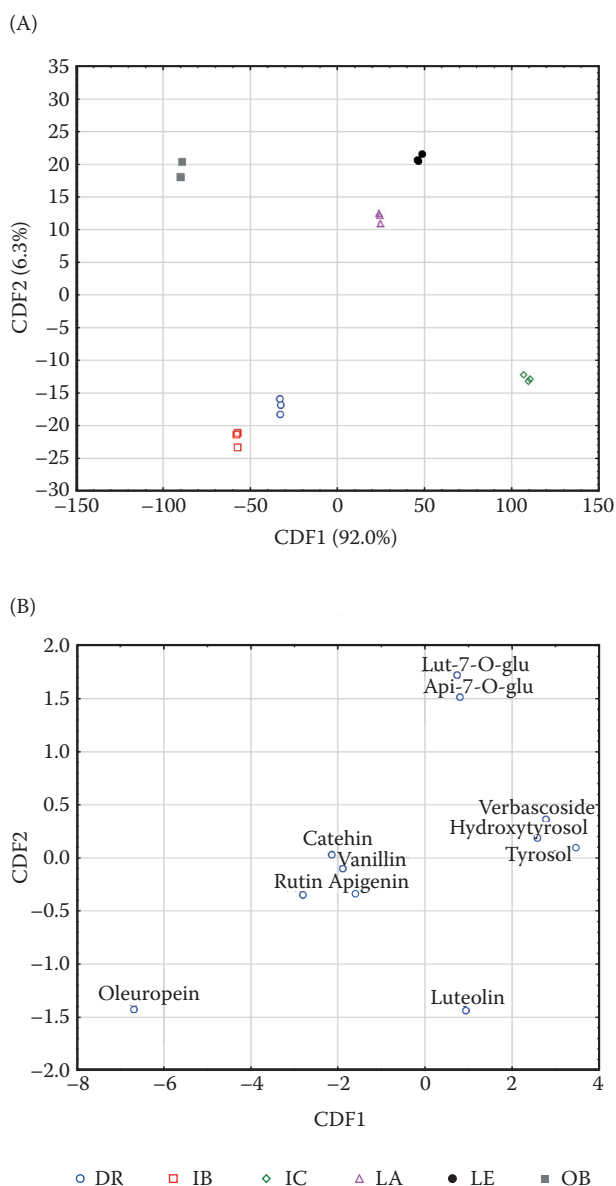 (A)
35
30
25
20
15
10
5
0
−5
−10
−15
−20
−25
−30
CDF2 (6.3%)
−150 −100 −50 0 50 100 150
CDF1 (92.0%)
(B)
2.0
1.5
1.0
0.5
0.0
−0.5
−1.0
−1.5
−2.0
CDF2
Lut-7-O-glu
Api-7-O-glu
Verbascoside
Hydroxytyrosol
Tyrosol
Catehin
Vanillin
Rutin Apigenin
Oleuropein
Luteolin
−8 −6 −4 −2 0 2 4
CDF1
DR IB IC LA LE OB